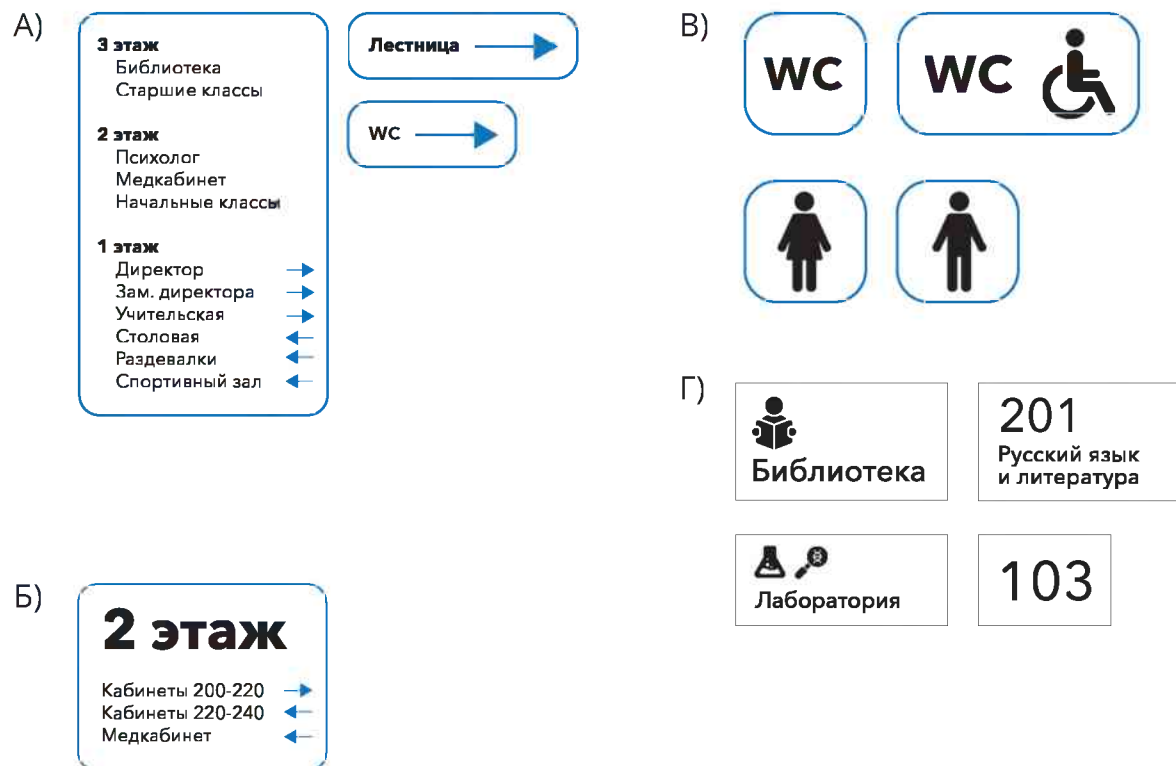 А)
3 этаж
Библиотека
Старшие классы
2 этаж
Психолог
Медкабинет
Начальные классы
1 этаж
Директор
Зам. директора
Учительская
Столовая
Раздевалки
Спортивный зал
Лестница
WC
Б)
2 этаж
Кабинеты 200-220
Кабинеты 220-240
Медкабинет
В)
WC
WC
Г)
Библиотека
201
Русский язык
и литература
Лаборатория
103